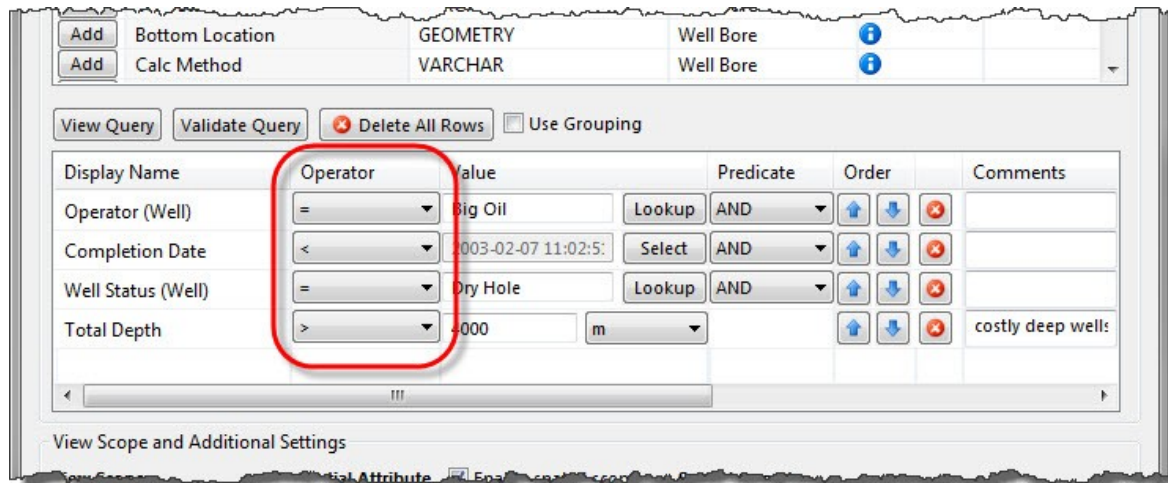 Add Bottom Location GEOMETRY Well Bore
Add Calc Method VARCHAR Well Bore
View Query Validate Query Delete All Rows Use Grouping
Display Name Operator Value Predicate Order Comments
Operator (Well) = Big Oil Lookup AND
Completion Date < 2003-02-07 11:02:5 Select AND
Well Status (Well) = Dry Hole Lookup AND
Total Depth > 4000 m costly deep wells
View Scope and Additional Settings